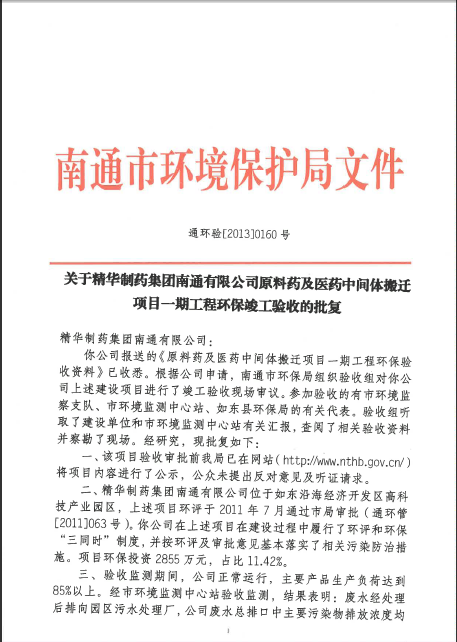 南通市环境保护局文件
通环验[2013]0160 号
关于精华制药集团南通有限公司原料药及医药中间体搬迁
项目一期工程环保竣工验收的批复
精华制药集团南通有限公司：
你公司报送的《原料药及医药中间体搬迁项目一期工程环保验
收资料》已收悉。根据公司申请，南通市环保局组织验收组对你公
司上述建设项目进行了竣工验收现场审议。参加验收的有市环境监
察支队、市环境监测中心站、如东县环保局的有关代表。验收组听
取了建设单位和市环境监测中心站有关汇报，查阅了相关验收资料
并察勘了现场。经研究，现批复如下：
一、该项目验收审批前我局已在网站（http://www.nthb.gov.cn/）
将项目内容进行了公示，公众未提出反对意见及听证请求。
二、精华制药集团南通有限公司位于如东沿海经济开发区高科
技产业园区，上述项目环评于 2011 年 7 月通过市局审批（通环管
[2011]063 号）。你公司在上述项目在建设过程中履行了环评和环保
“三同时”制度，并按环评及审批意见基本落实了相关污染防治措
施。项目环保投资 2855 万元，占比 11.42%。
三、验收监测期间，公司正常运行，主要产品生产负荷达到
85%以上。经市环境监测中心站验收监测，结果表明：废水经处理
后排向园区污水处理厂，公司废水总排口中主要污染物排放浓度均
1